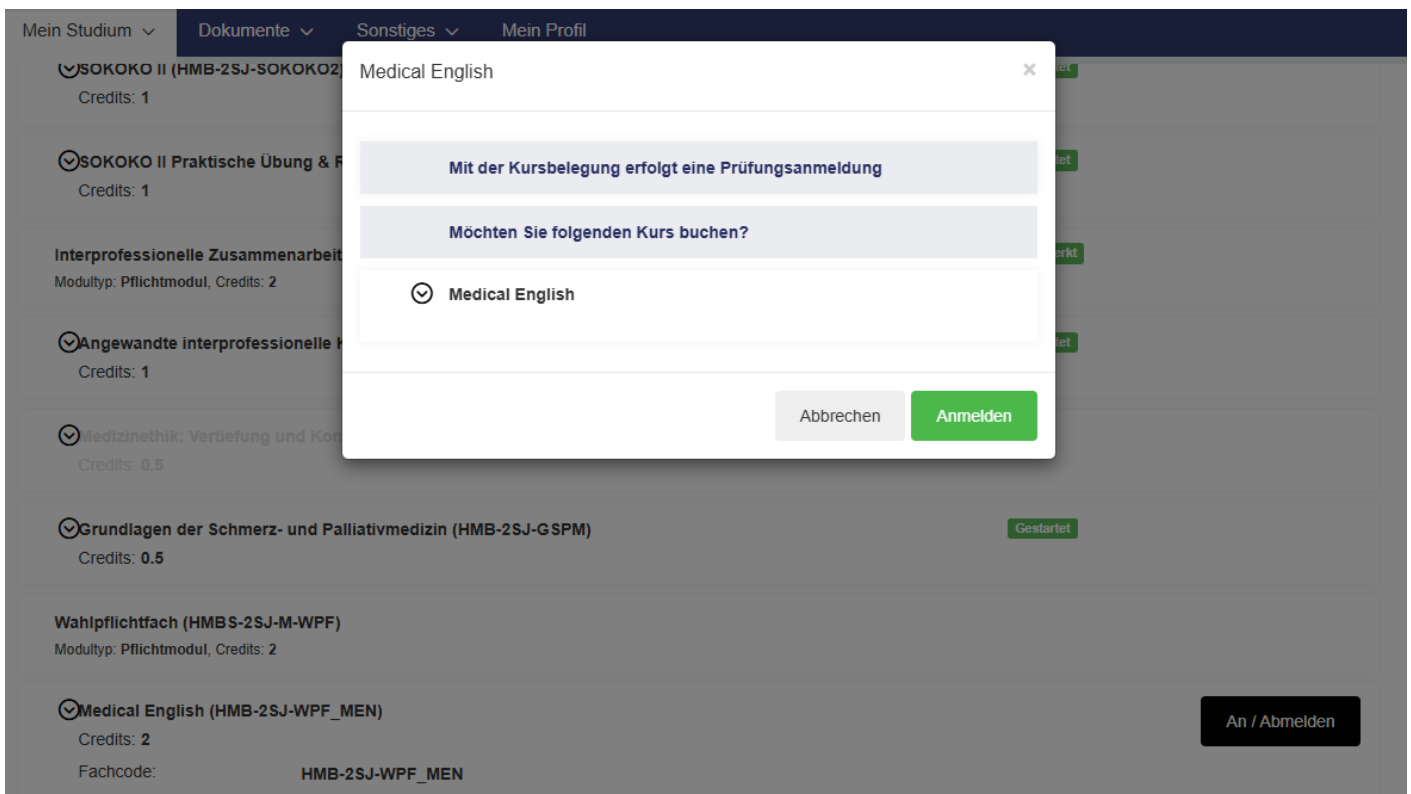 Mein Studium Dokumente Sonstiges Mein Profil
SOKOKO II (HMB-2SJ-SOKOKO2)
Credits: 1
SOKOKO II Praktische Übung &
Credits: 1
Interprofessionelle Zusammenarbeit
Modultyp: Pflichtmodul, Credits: 2
Angewandte interprofessionelle
Credits: 1
Medizinethik: Vertiefung und
Credits: 0.5
Medical English ×
Mit der Kursbelegung erfolgt eine Prüfungsanmeldung
Möchten Sie folgenden Kurs buchen?
Medical English
Abbrechen Anmelden
Grundlagen der Schmerz- und Palliativmedizin (HMB-2SJ-GSPM) Gestartet
Credits: 0.5
Wahlpflichtfach (HMBS-2SJ-M-WPF)
Modultyp: Pflichtmodul, Credits: 2
Medical English (HMB-2SJ-WPF_MEN) An / Abmelden
Credits: 2
Fachcode: HMB-2SJ-WPF_MEN